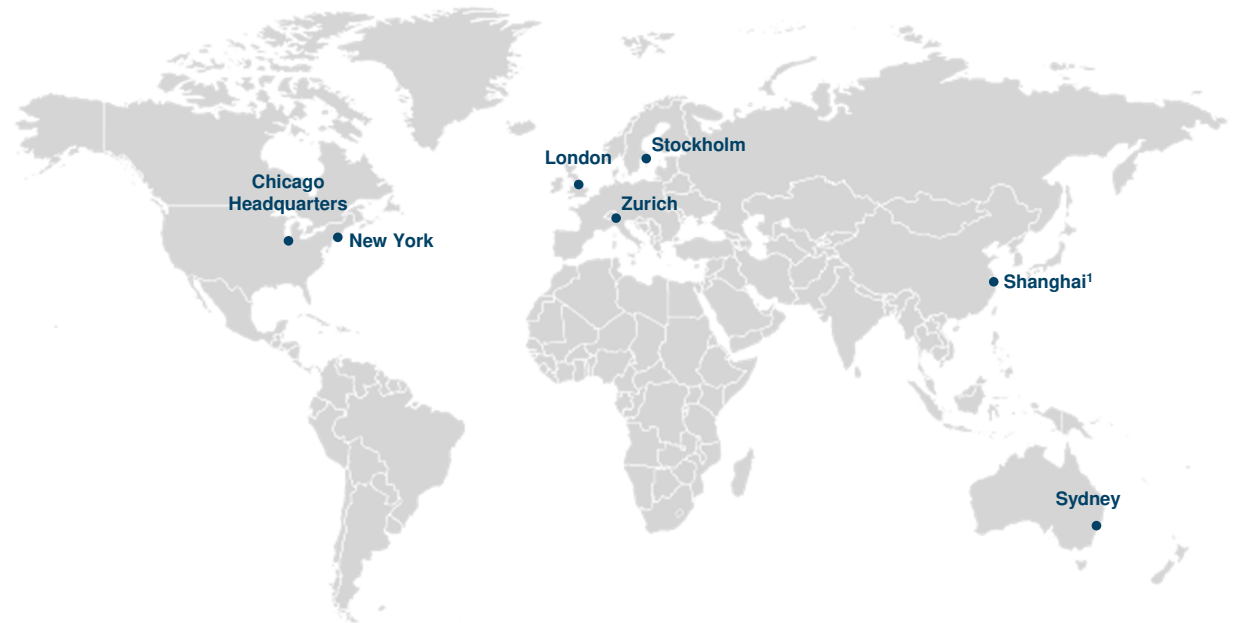 Stockholm
London
Chicago
Headquarters
Zurich
New York
Shanghai¹
Sydney